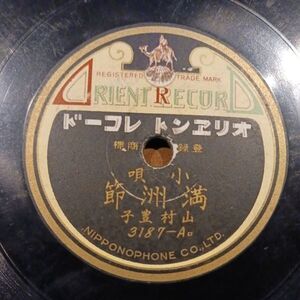 REGISTERED TRADE MARK
ORIENT RECORD
オリヱント レコード
登録 商標
小唄
満洲節
山村豊子
3187-A
NIPPONOPHONE CO., LTD.